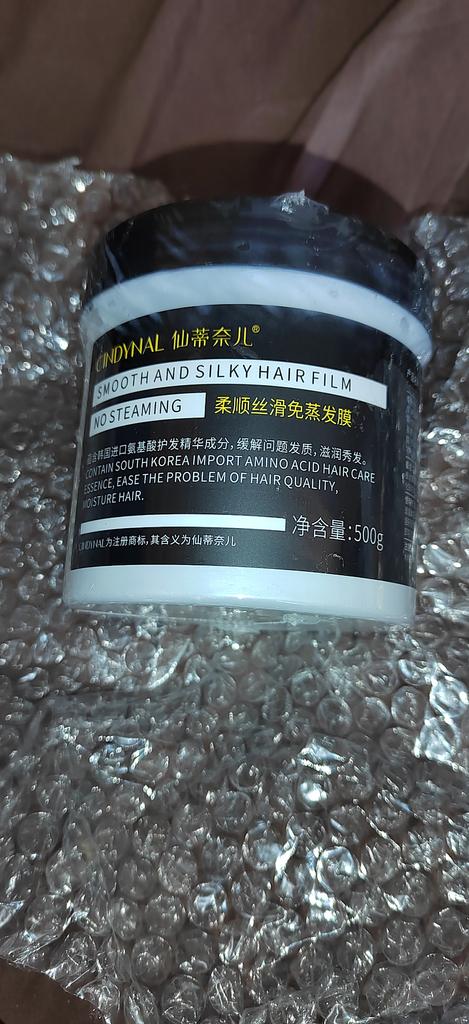 CINDYNAL 仙蒂奈儿®
SMOOTH AND SILKY HAIR FILM
NO STEAMING 柔顺丝滑免蒸发膜
蕴含韩国进口氨基酸护发精华成分,缓解问题发质,滋润秀发。
CONTAIN SOUTH KOREA IMPORT AMINO ACID HAIR CARE
ESSENCE, EASE THE PROBLEM OF HAIR QUALITY,
MOISTURE HAIR.
净含量:500g
CINDYNAL为注册商标,其含义为仙蒂奈儿